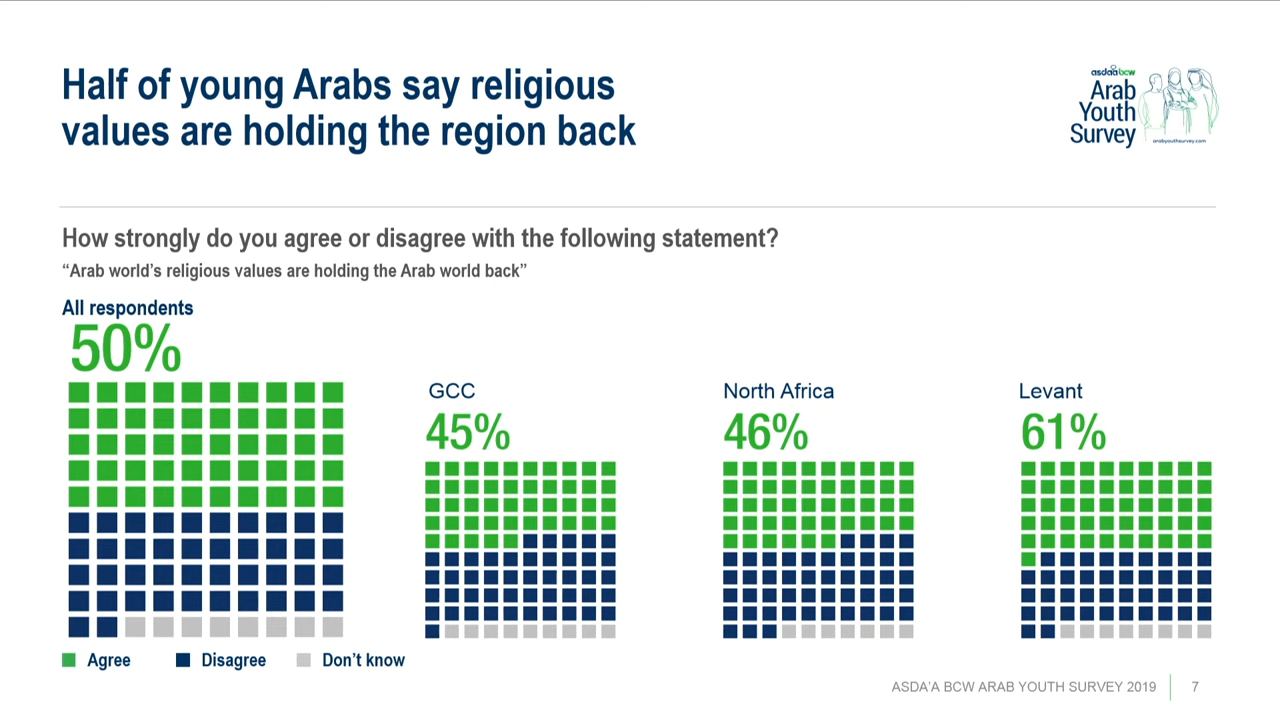 Half of young Arabs say religious
values are holding the region back
asdaa bcw
Arab
Youth
Survey
arabyouthsurvey.com
How strongly do you agree or disagree with the following statement?
“Arab world’s religious values are holding the Arab world back”
All respondents
50%
GCC
45%
North Africa
46%
Levant
61%
Agree
Disagree
Don’t know
ASDA’A BCW ARAB YOUTH SURVEY 2019
7